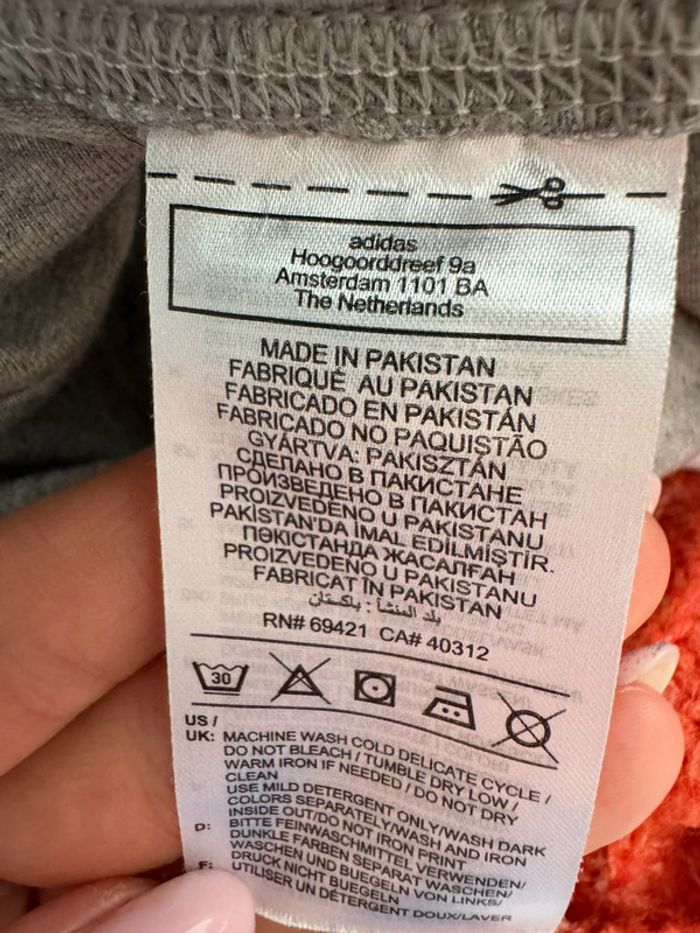 adidas
Hoogoorddreef 9a
Amsterdam 1101 BA
The Netherlands
MADE IN PAKISTAN
FABRIQUÉ AU PAKISTAN
FABRICADO EN PAKISTÁN
FABRICADO NO PAQUISTÃO
GYÁRTVA: PAKISZTÁN
СДЕЛАНО В ПАКИСТАНЕ
ПРОИЗВЕДЕНО В ПАКИСТАН
PROIZVEDENO U PAKISTANU
PAKİSTAN'DA İMAL EDİLMİŞTİR.
ПӘКІСТАНДА ЖАСАЛҒАН
PROIZVEDENO U PAKISTANU
FABRICAT ÎN PAKISTAN
بلد المنشأ : باكستان
RN# 69421 CA# 40312
30
US /
UK: MACHINE WASH COLD DELICATE CYCLE /
DO NOT BLEACH / TUMBLE DRY LOW /
WARM IRON IF NEEDED / DO NOT DRY
CLEAN
USE MILD DETERGENT ONLY/WASH DARK
COLORS SEPARATELY/WASH AND IRON
INSIDE OUT/DO NOT IRON PRINT
D: BITTE FEINWASCHMITTEL VERWENDEN/
DUNKLE FARBEN SEPARAT WASCHEN/
WASCHEN UND BUEGELN VON LINKS/
DRUCK NICHT BUEGELN
F: UTILISER UN DÉTERGENT DOUX/LAVER